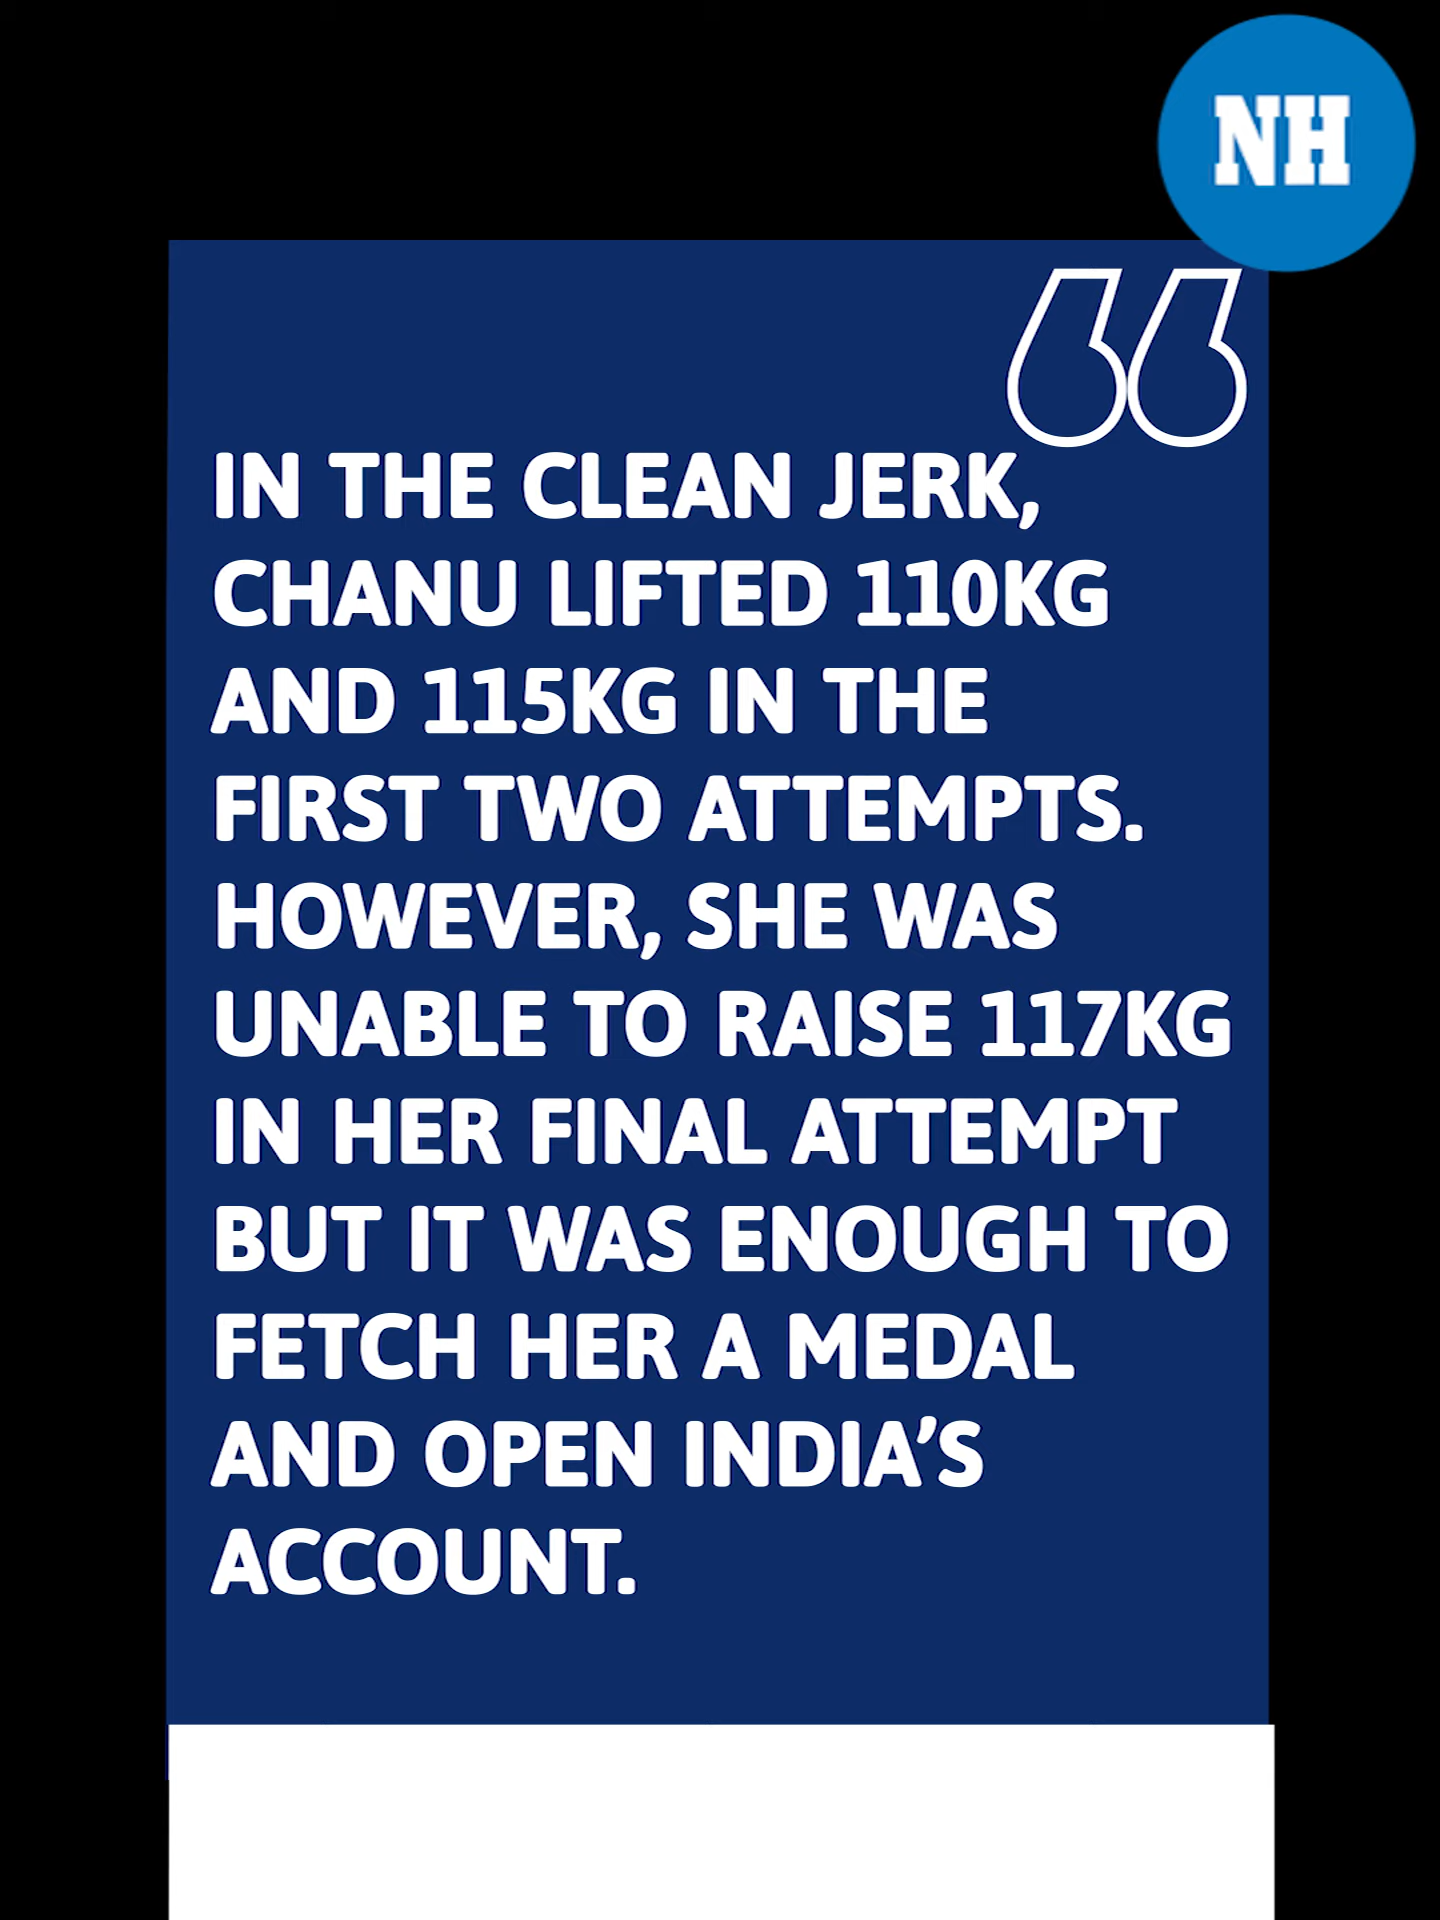 NH
IN THE CLEAN JERK,
CHANU LIFTED 110KG
AND 115KG IN THE
FIRST TWO ATTEMPTS.
HOWEVER, SHE WAS
UNABLE TO RAISE 117KG
IN HER FINAL ATTEMPT
BUT IT WAS ENOUGH TO
FETCH HER A MEDAL
AND OPEN INDIA’S
ACCOUNT.